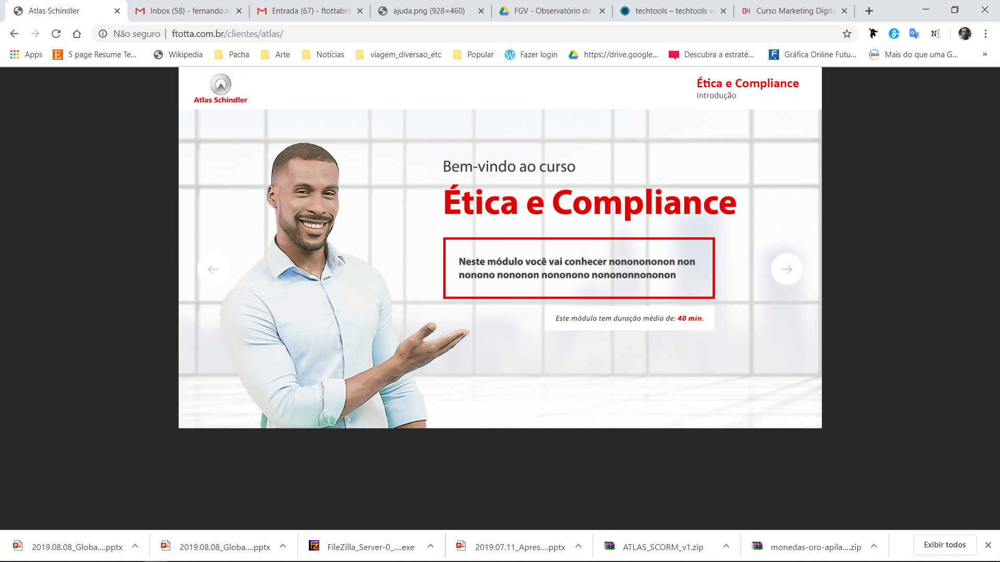 Atlas Schindler
Inbox (58) - fernando.to
Entrada (67) - ftottabr@
ajuda.png (928×460)
FGV - Observatório de
techtools – techtools ve
Curso Marketing Digita
Não seguro
ftotta.com.br/clientes/atlas/
Apps
5 page Resume Te...
Wikipedia
Pacha
Arte
Notícias
viagem_diversao_etc
Popular
Fazer login
https://drive.google...
Descubra a estraté...
Gráfica Online Futu...
Mais do que uma G...
»
Atlas Schindler
Ética e Compliance
Introdução
Bem-vindo ao curso
Ética e Compliance
Neste módulo você vai conhecer nonononnonon non
nonono nononon nononono nonononnononon
Este módulo tem duração média de: 40 min.
2019.08.08_Globa....pptx
2019.08.08_Globa....pptx
FileZilla_Server-0_....exe
2019.07.11_Apres....pptx
ATLAS_SCORM_v1.zip
monedas-oro-apila....zip
Exibir todos